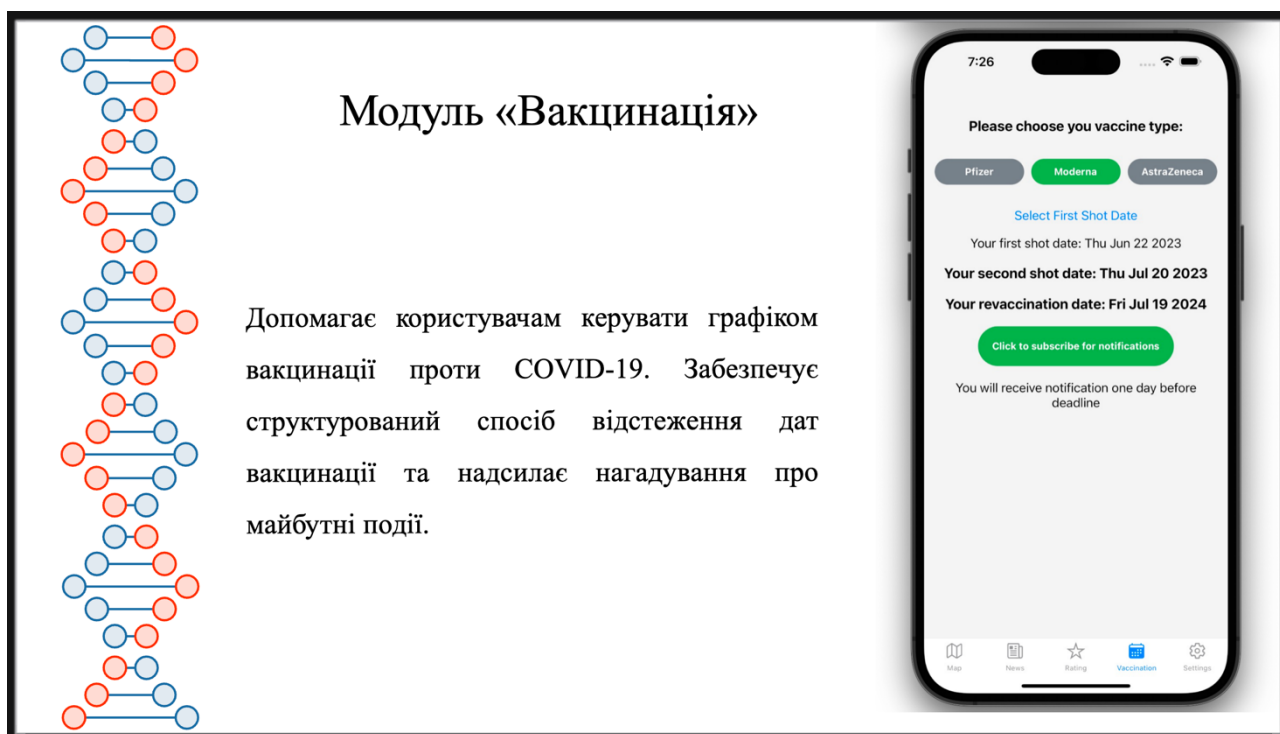 Модуль «Вакцинація»
Допомагає користувачам керувати графіком
вакцинації проти COVID-19. Забезпечує
структурований спосіб відстеження дат
вакцинації та надсилає нагадування про
майбутні події.
7:26
Please choose you vaccine type:
Pfizer Moderna AstraZeneca
Select First Shot Date
Your first shot date: Thu Jun 22 2023
Your second shot date: Thu Jul 20 2023
Your revaccination date: Fri Jul 19 2024
Click to subscribe for notifications
You will receive notification one day before
deadline
Map News Rating Vaccination Settings